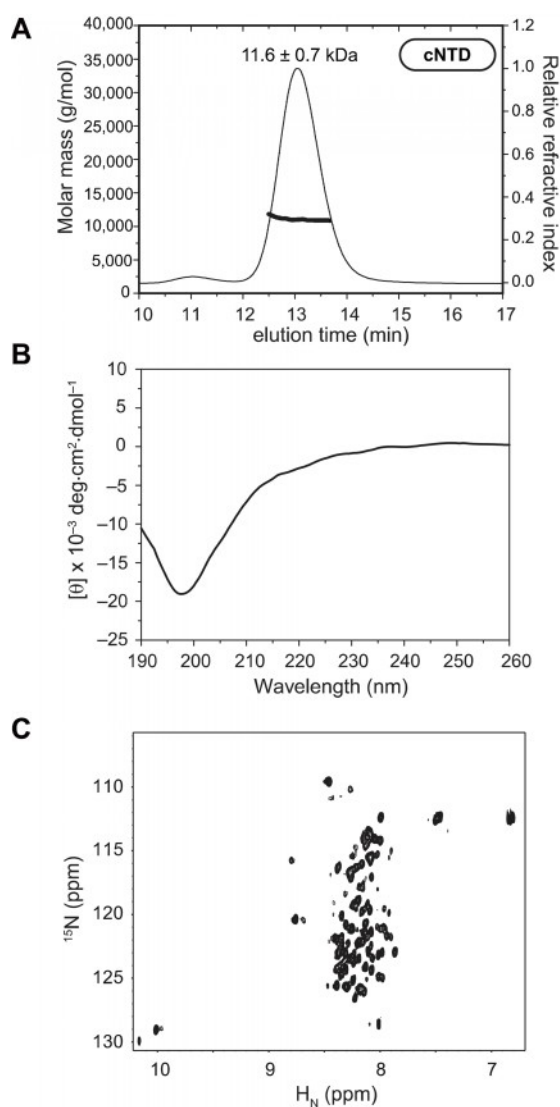 A
11.6 ± 0.7 kDa
cNTD
Molar mass (g/mol)
40,000
35,000
30,000
25,000
20,000
15,000
10,000
5,000
0
Relative refractive index
1.2
1.0
0.8
0.6
0.4
0.2
0.0
10 11 12 13 14 15 16 17
elution time (min)
B
[θ] x 10⁻³ deg·cm²·dmol⁻¹
10
5
0
−5
−10
−15
−20
−25
190 200 210 220 230 240 250 260
Wavelength (nm)
C
¹⁵N (ppm)
110
115
120
125
130
10 9 8 7
H_N (ppm)